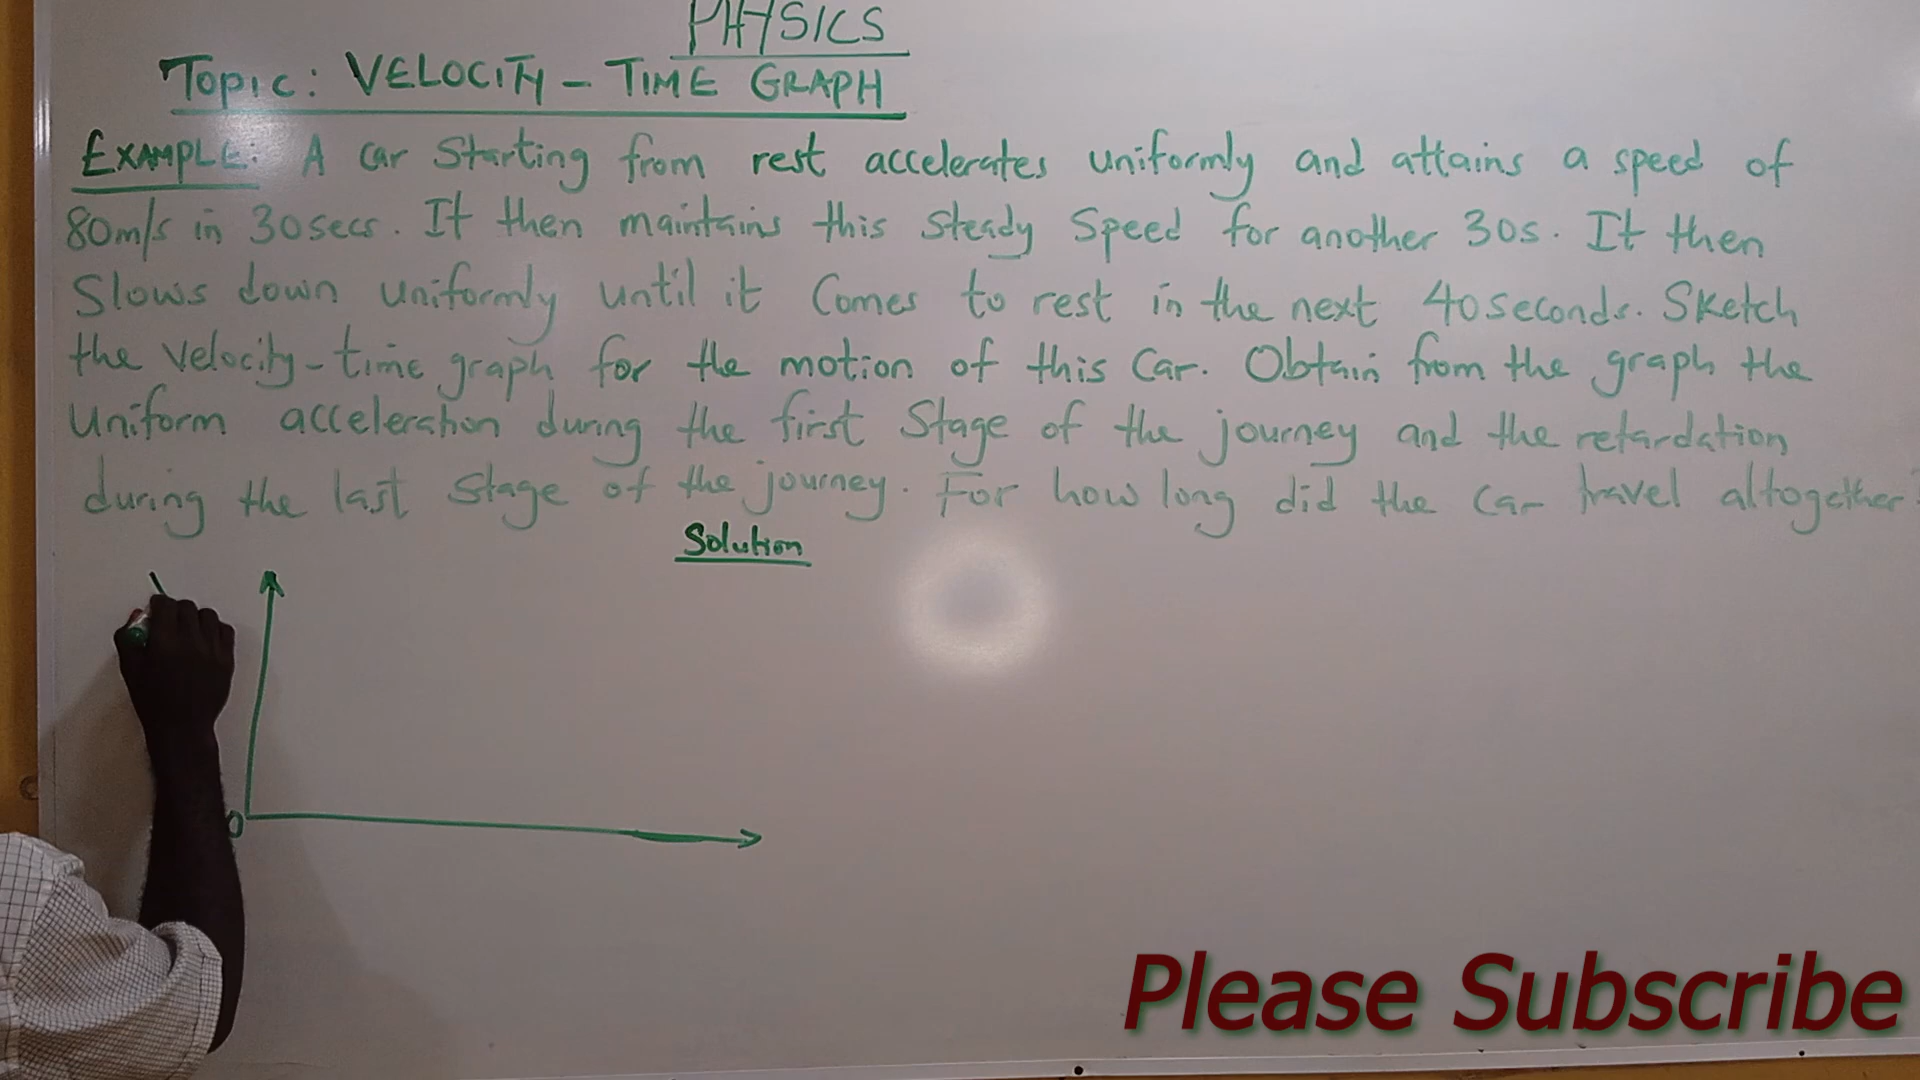 PHYSICS
Topic: VELOCITY - TIME GRAPH
EXAMPLE: A car starting from rest accelerates uniformly and attains a speed of
80m/s in 30secs. It then maintains this steady speed for another 30s. It then
Slows down uniformly until it comes to rest in the next 40seconds. Sketch
the velocity-time graph for the motion of this car. Obtain from the graph the
Uniform acceleration during the first stage of the journey and the retardation
during the last stage of the journey. For how long did the car travel altogether?
Solution
0
Please Subscribe